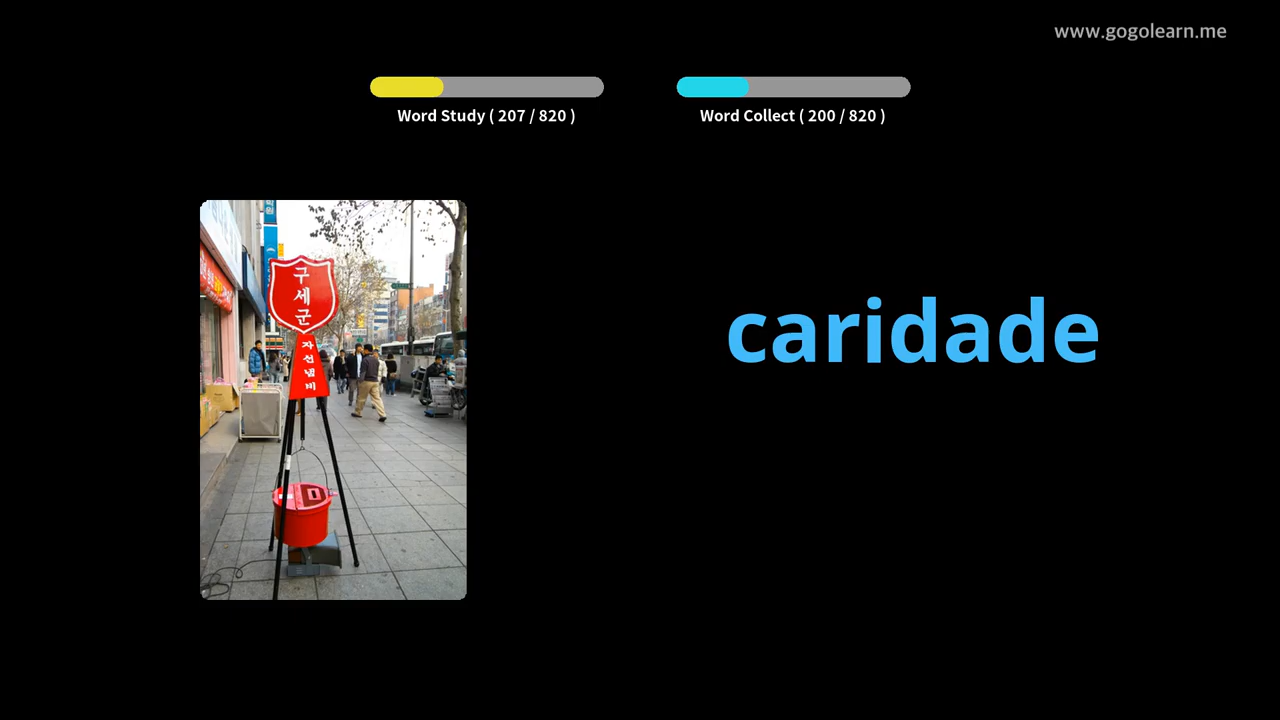 www.gogolearn.me
Word Study ( 207 / 820 )
Word Collect ( 200 / 820 )
구
세
군
자
선
냄
비
caridade